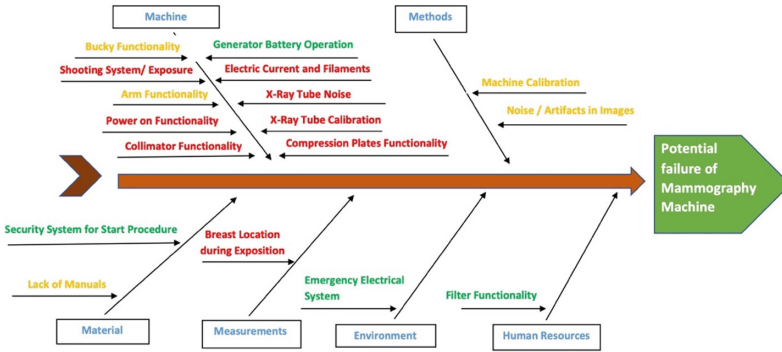 Machine
Methods
Bucky Functionality
Generator Battery Operation
Shooting System/ Exposure
Electric Current and Filaments
Arm Functionality
X-Ray Tube Noise
Power on Functionality
X-Ray Tube Calibration
Collimator Functionality
Compression Plates Functionality
Machine Calibration
Noise / Artifacts in Images
Potential
failure of
Mammography
Machine
Security System for Start Procedure
Lack of Manuals
Breast Location
during Exposition
Emergency Electrical
System
Filter Functionality
Material
Measurements
Environment
Human Resources